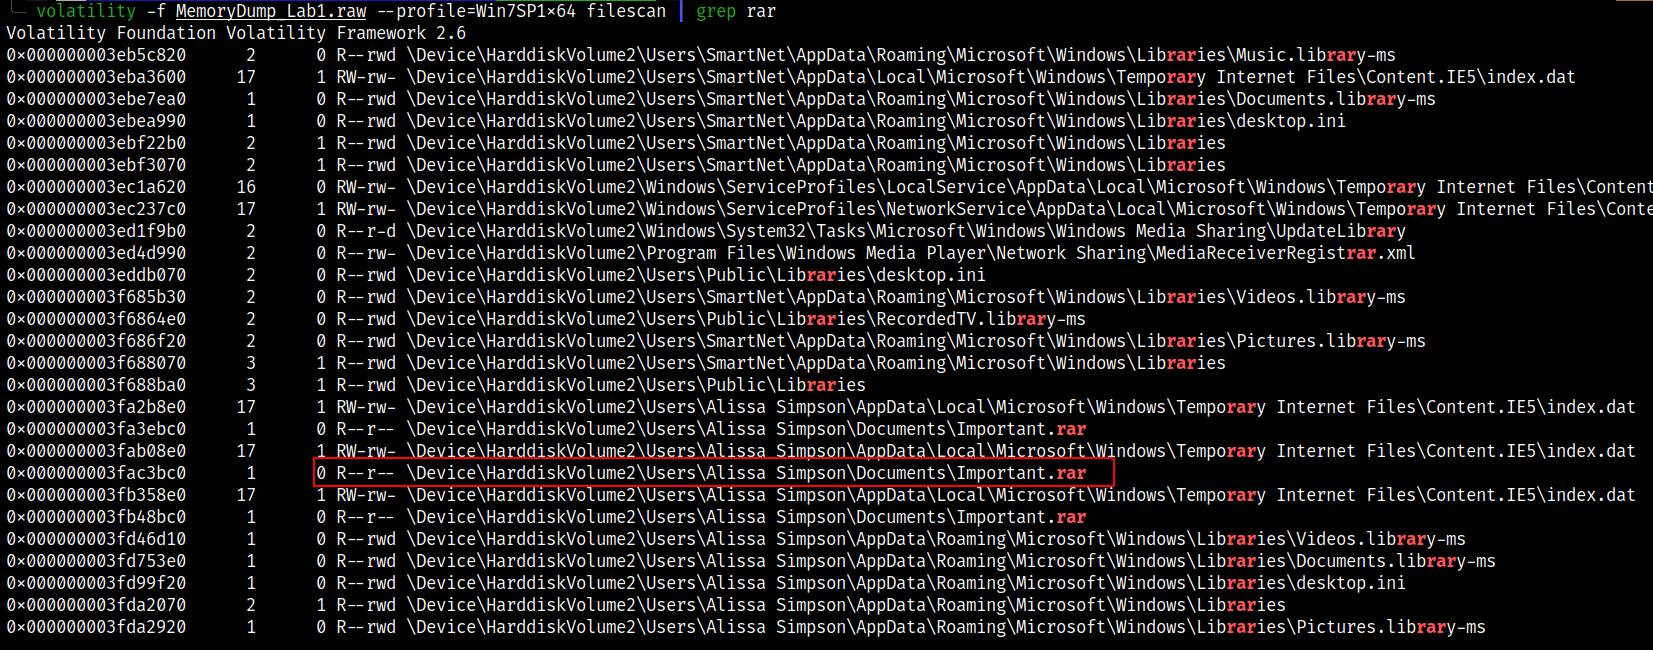 volatility -f MemoryDump_Lab1.raw --profile=Win7SP1x64 filescan | grep rar
Volatility Foundation Volatility Framework 2.6
0x000000003eb5c820      2      0 R--rwd \Device\HarddiskVolume2\Users\SmartNet\AppData\Roaming\Microsoft\Windows\Libraries\Music.library-ms
0x000000003eba3600     17      1 RW-rw- \Device\HarddiskVolume2\Users\SmartNet\AppData\Local\Microsoft\Windows\Temporary Internet Files\Content.IE5\index.dat
0x000000003ebe7ea0      1      0 R--rwd \Device\HarddiskVolume2\Users\SmartNet\AppData\Roaming\Microsoft\Windows\Libraries\Documents.library-ms
0x000000003ebea990      1      0 R--rwd \Device\HarddiskVolume2\Users\SmartNet\AppData\Roaming\Microsoft\Windows\Libraries\desktop.ini
0x000000003ebf22b0      2      1 R--rwd \Device\HarddiskVolume2\Users\SmartNet\AppData\Roaming\Microsoft\Windows\Libraries
0x000000003ebf3070      2      1 R--rwd \Device\HarddiskVolume2\Users\SmartNet\AppData\Roaming\Microsoft\Windows\Libraries
0x000000003ec1a620     16      0 RW-rw- \Device\HarddiskVolume2\Windows\ServiceProfiles\LocalService\AppData\Local\Microsoft\Windows\Temporary Internet Files\Content
0x000000003ec237c0     17      1 RW-rw- \Device\HarddiskVolume2\Windows\ServiceProfiles\NetworkService\AppData\Local\Microsoft\Windows\Temporary Internet Files\Conte
0x000000003ed1f9b0      2      0 R--r-d \Device\HarddiskVolume2\Windows\System32\Tasks\Microsoft\Windows\Windows Media Sharing\UpdateLibrary
0x000000003ed4d990      2      0 R--rw- \Device\HarddiskVolume2\Program Files\Windows Media Player\Network Sharing\MediaReceiverRegistrar.xml
0x000000003eddb070      2      0 R--rwd \Device\HarddiskVolume2\Users\Public\Libraries\desktop.ini
0x000000003f685b30      2      0 R--rwd \Device\HarddiskVolume2\Users\SmartNet\AppData\Roaming\Microsoft\Windows\Libraries\Videos.library-ms
0x000000003f6864e0      2      0 R--rwd \Device\HarddiskVolume2\Users\Public\Libraries\RecordedTV.library-ms
0x000000003f686f20      2      0 R--rwd \Device\HarddiskVolume2\Users\SmartNet\AppData\Roaming\Microsoft\Windows\Libraries\Pictures.library-ms
0x000000003f688070      3      1 R--rwd \Device\HarddiskVolume2\Users\SmartNet\AppData\Roaming\Microsoft\Windows\Libraries
0x000000003f688ba0      3      1 R--rwd \Device\HarddiskVolume2\Users\Public\Libraries
0x000000003fa2b8e0     17      1 RW-rw- \Device\HarddiskVolume2\Users\Alissa Simpson\AppData\Local\Microsoft\Windows\Temporary Internet Files\Content.IE5\index.dat
0x000000003fa3ebc0      1      0 R--r-- \Device\HarddiskVolume2\Users\Alissa Simpson\Documents\Important.rar
0x000000003fab08e0     17      1 RW-rw- \Device\HarddiskVolume2\Users\Alissa Simpson\AppData\Local\Microsoft\Windows\Temporary Internet Files\Content.IE5\index.dat
0x000000003fac3bc0      1      0 R--r-- \Device\HarddiskVolume2\Users\Alissa Simpson\Documents\Important.rar
0x000000003fb358e0     17      1 RW-rw- \Device\HarddiskVolume2\Users\Alissa Simpson\AppData\Local\Microsoft\Windows\Temporary Internet Files\Content.IE5\index.dat
0x000000003fb48bc0      1      0 R--r-- \Device\HarddiskVolume2\Users\Alissa Simpson\Documents\Important.rar
0x000000003fd46d10      1      0 R--rwd \Device\HarddiskVolume2\Users\Alissa Simpson\AppData\Roaming\Microsoft\Windows\Libraries\Videos.library-ms
0x000000003fd753e0      1      0 R--rwd \Device\HarddiskVolume2\Users\Alissa Simpson\AppData\Roaming\Microsoft\Windows\Libraries\Documents.library-ms
0x000000003fd99f20      1      0 R--rwd \Device\HarddiskVolume2\Users\Alissa Simpson\AppData\Roaming\Microsoft\Windows\Libraries\desktop.ini
0x000000003fda2070      2      1 R--rwd \Device\HarddiskVolume2\Users\Alissa Simpson\AppData\Roaming\Microsoft\Windows\Libraries
0x000000003fda2920      1      0 R--rwd \Device\HarddiskVolume2\Users\Alissa Simpson\AppData\Roaming\Microsoft\Windows\Libraries\Pictures.library-ms